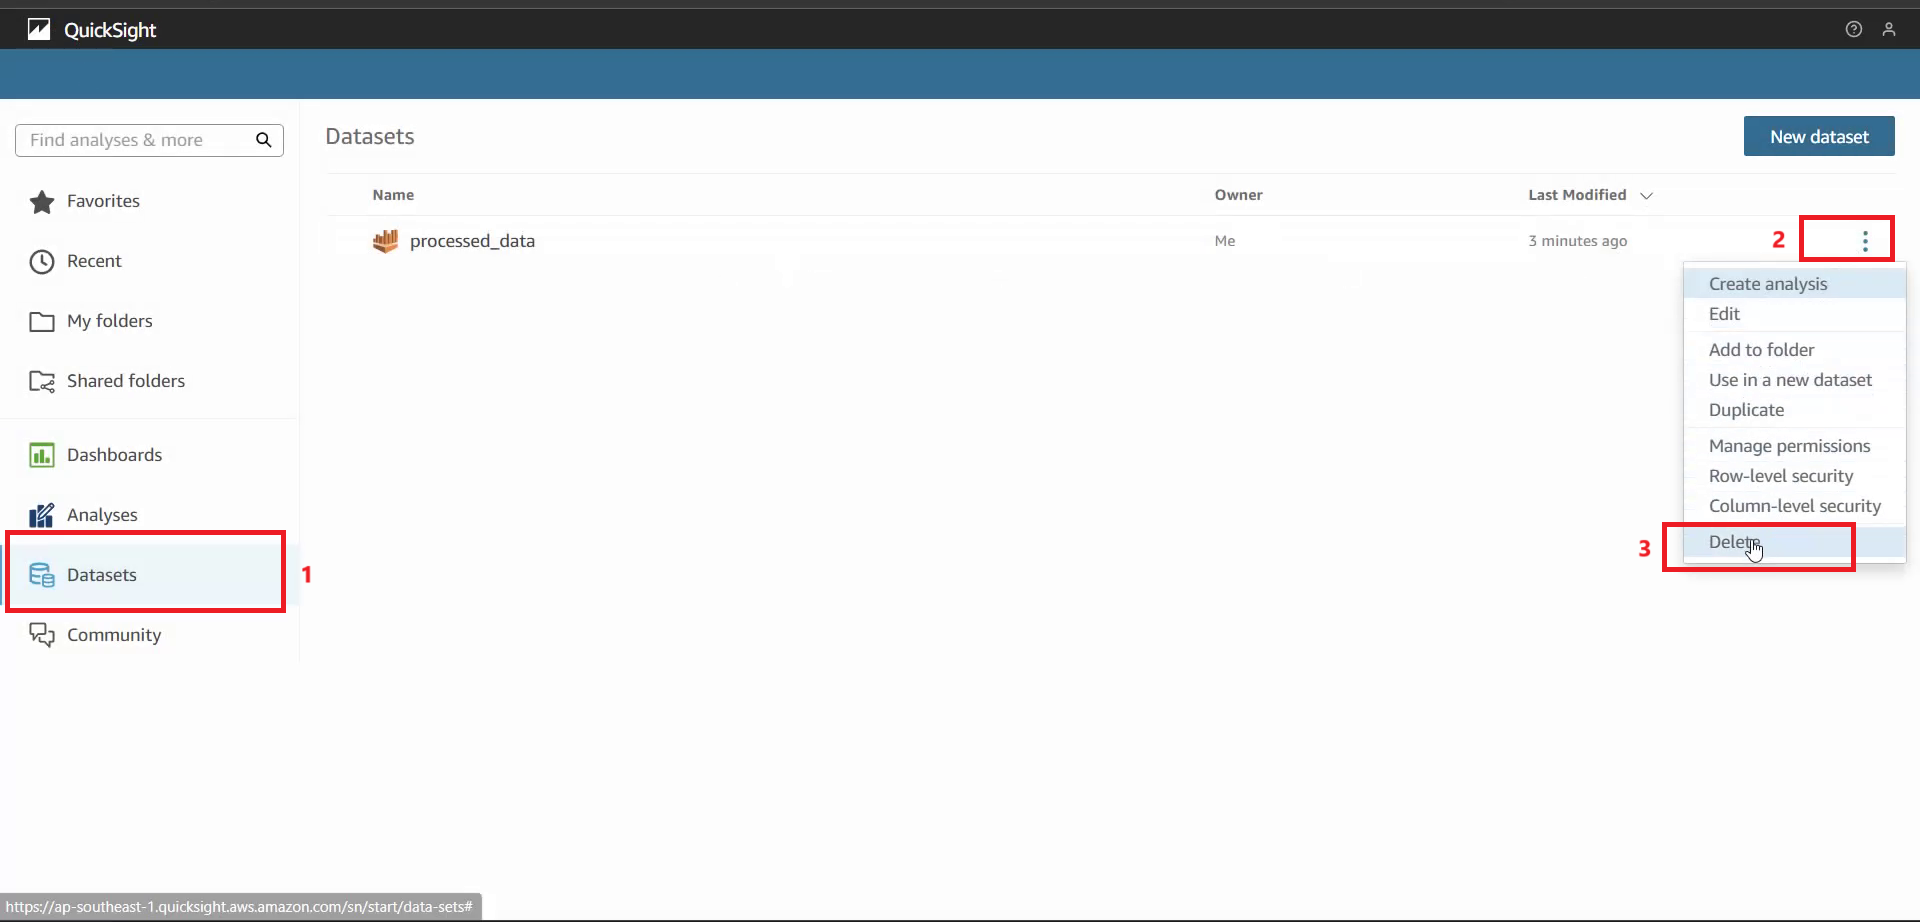 QuickSight
Find analyses & more
Favorites
Recent
My folders
Shared folders
Dashboards
Analyses
Datasets
1
Community
Datasets
New dataset
Name
Owner
Last Modified
processed_data
Me
3 minutes ago
2
Create analysis
Edit
Add to folder
Use in a new dataset
Duplicate
Manage permissions
Row-level security
Column-level security
3
Delete
https://ap-southeast-1.quicksight.aws.amazon.com/sn/start/data-sets#